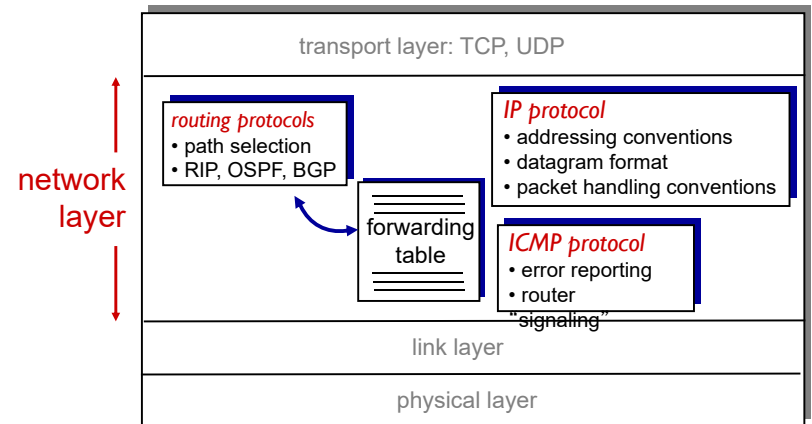 transport layer: TCP, UDP
network
layer
routing protocols
• path selection
• RIP, OSPF, BGP
forwarding
table
IP protocol
• addressing conventions
• datagram format
• packet handling conventions
ICMP protocol
• error reporting
• router
“signaling”
link layer
physical layer